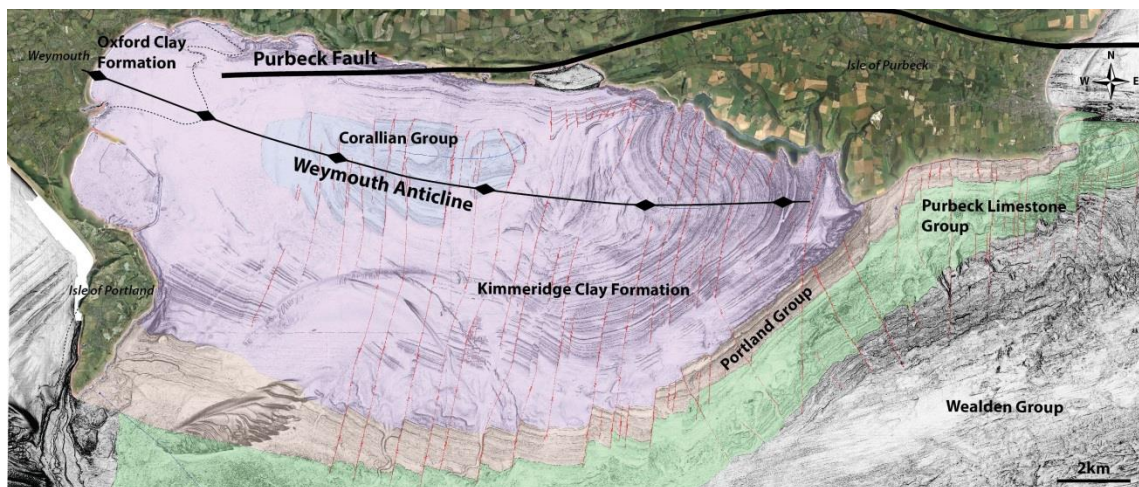 Weymouth
Oxford Clay
Formation
Purbeck Fault
Isle of Purbeck
N
W E
S
Corallian Group
Weymouth Anticline
Purbeck Limestone
Group
Isle of Portland
Kimmeridge Clay Formation
Portland Group
Wealden Group
2km